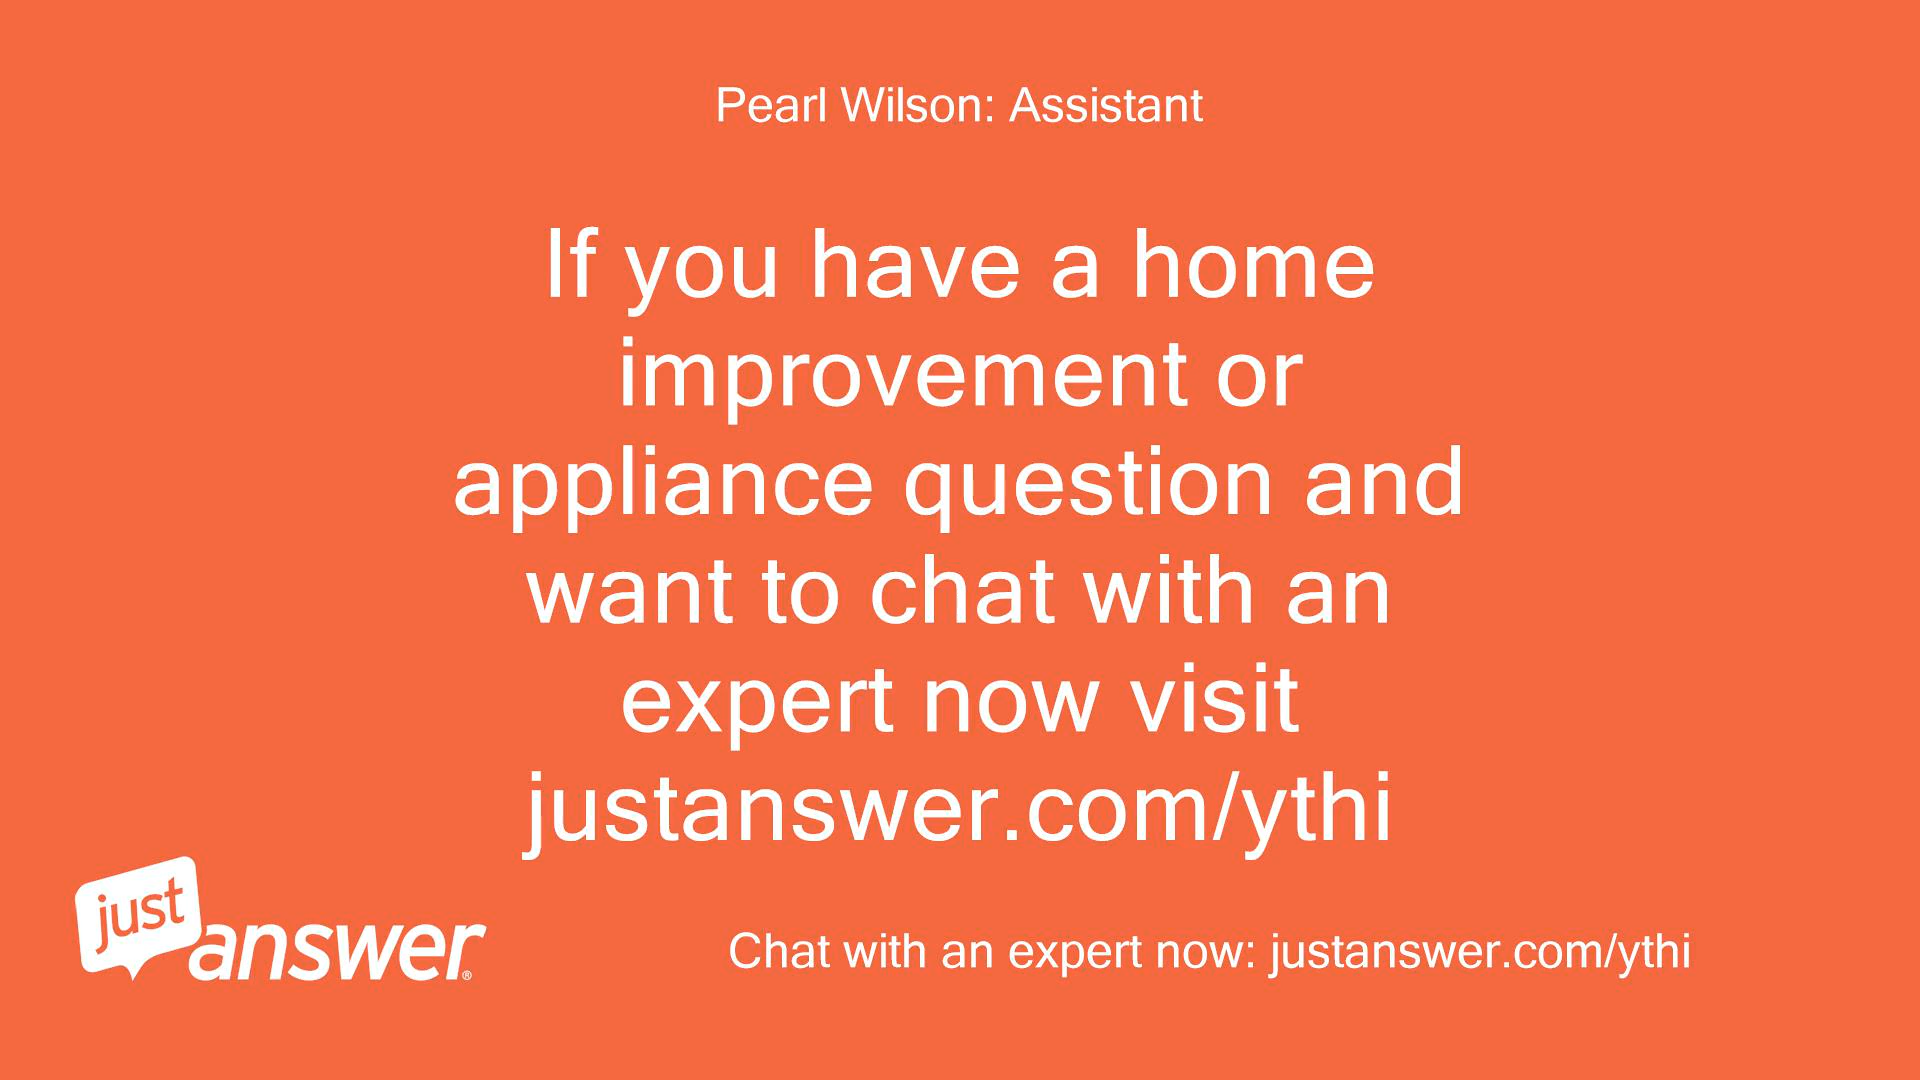 Pearl Wilson: Assistant
If you have a home
improvement or
appliance question and
want to chat with an
expert now visit
justanswer.com/ythi
just
answer®
Chat with an expert now: justanswer.com/ythi